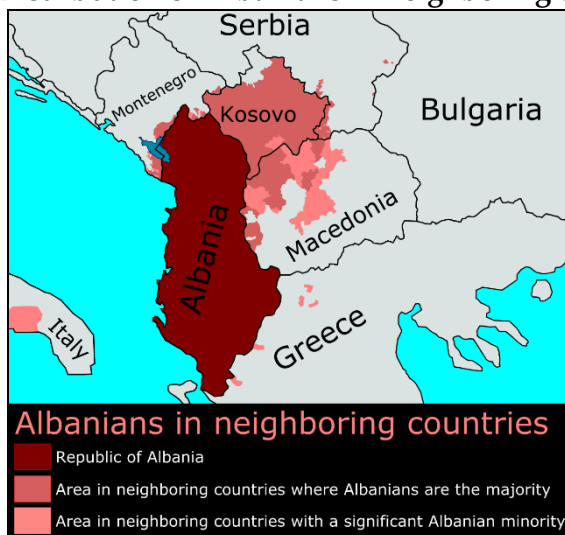 Serbia
Montenegro
Kosovo
Bulgaria
Macedonia
Albania
Italy
Greece
Albanians in neighboring countries
Republic of Albania
Area in neighboring countries where Albanians are the majority
Area in neighboring countries with a significant Albanian minority